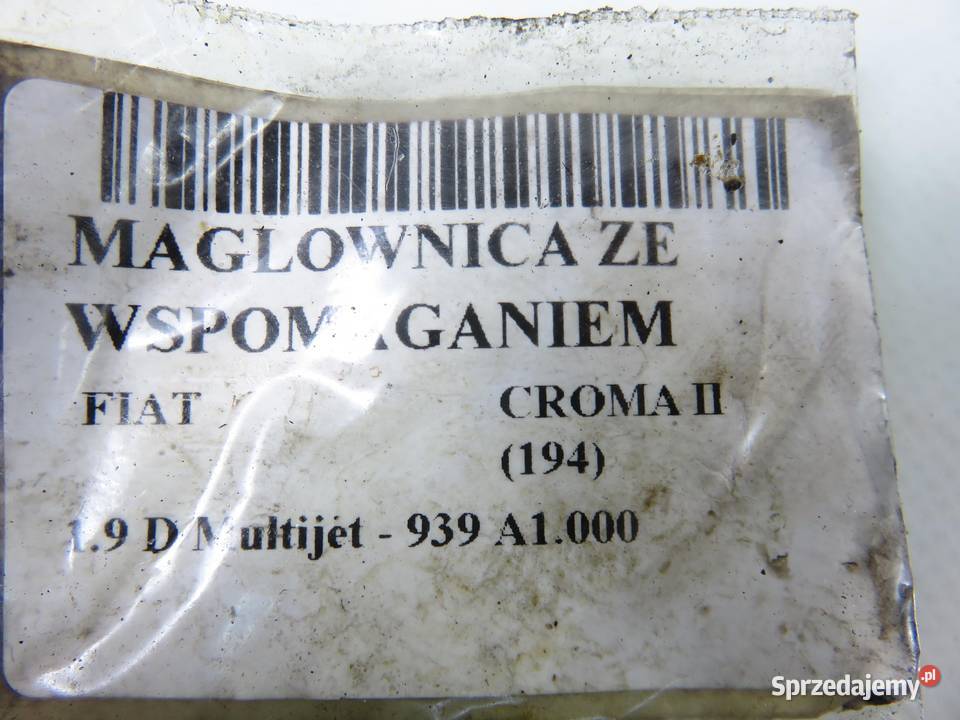 MAGLOWNICA ZE
WSPOMAGANIEM
FIAT CROMA II
(194)
1.9 D Multijet - 939 A1.000
Sprzedajemy.pl